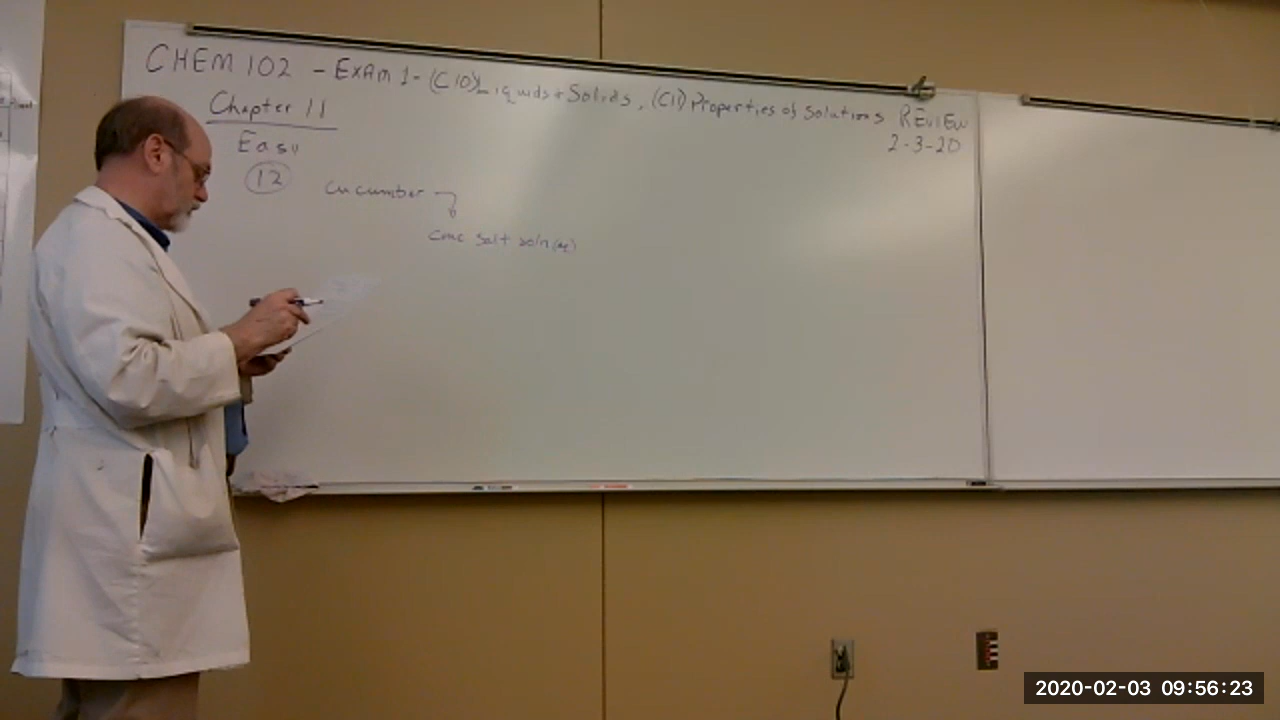 CHEM 102 - EXAM 1 - (C10) Liquids + Solids, (C11) Properties of Solutions REVIEW
2-3-20
Chapter 11
Easy
12 cucumber
conc salt soln (aq)
2020-02-03 09:56:23